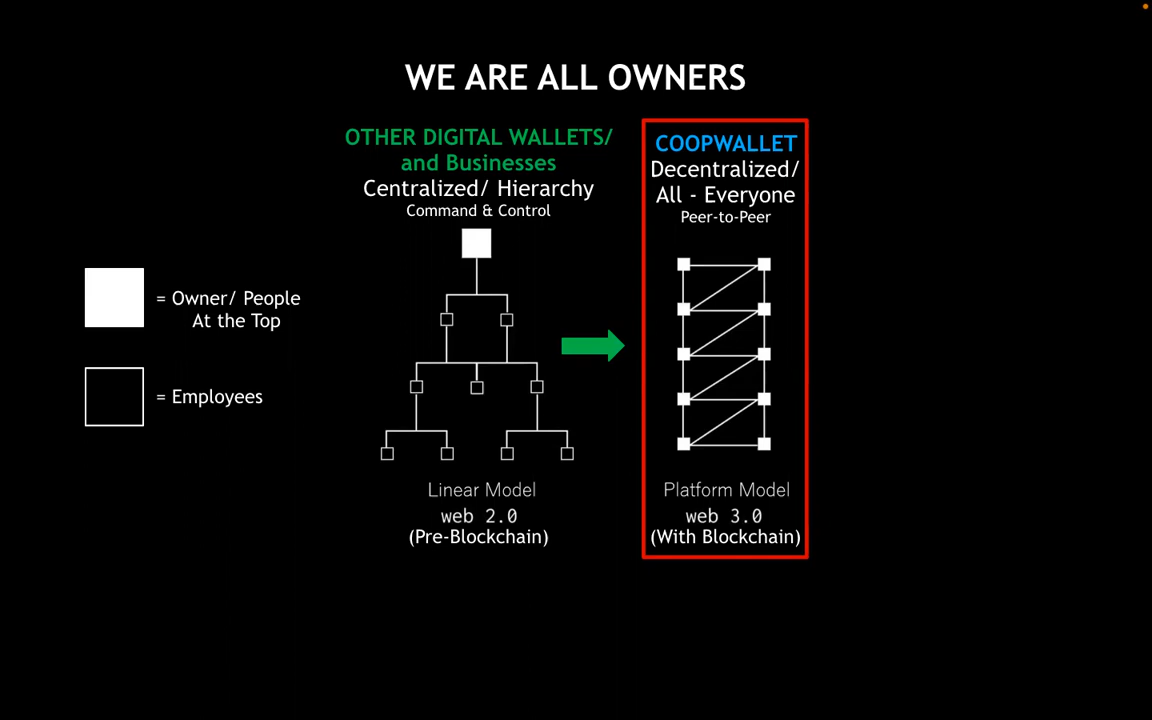 WE ARE ALL OWNERS
OTHER DIGITAL WALLETS/
and Businesses
Centralized/ Hierarchy
Command & Control
COOPWALLET
Decentralized/
All - Everyone
Peer-to-Peer
= Owner/ People
At the Top
= Employees
Linear Model
web 2.0
(Pre-Blockchain)
Platform Model
web 3.0
(With Blockchain)